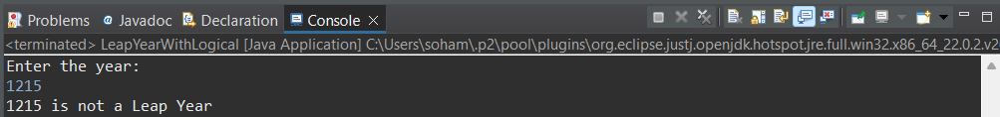 Problems @ Javadoc Declaration Console
<terminated> LeapYearWithLogical [Java Application] C:\Users\soham\.p2\pool\plugins\org.eclipse.justj.openjdk.hotspot.jre.full.win32.x86_64_22.0.2.v2
Enter the year:
1215
1215 is not a Leap Year